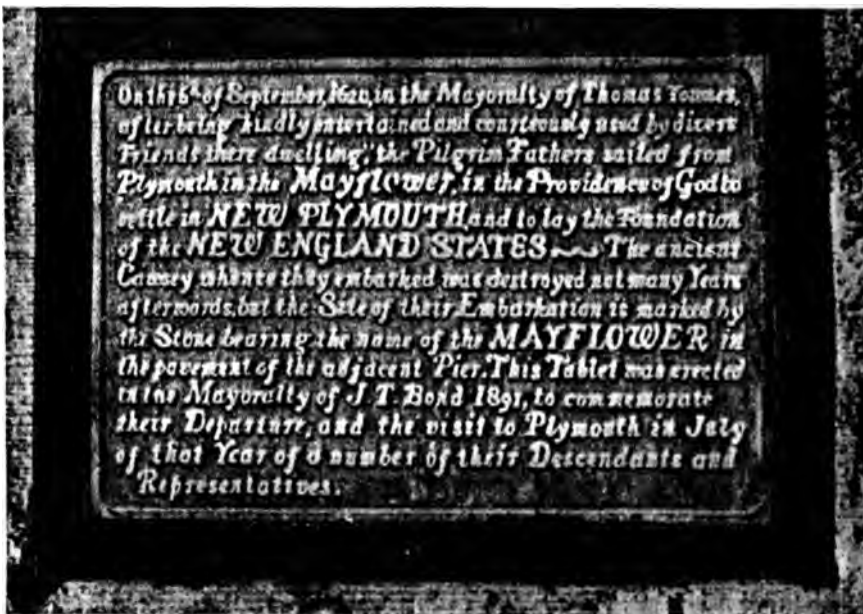 On the 6th of September, 1620, in the Mayoralty of Thomas Townes,
after being "kindly entertained and courteously used by divers
Friends there dwelling," the Pilgrim Fathers sailed from
Plymouth in the Mayflower, in the Providence of God to
settle in NEW PLYMOUTH, and to lay the Foundation
of the NEW ENGLAND STATES The ancient
Causey whence they embarked was destroyed not many Years
afterwords, but the Site of their Embarkation is marked by
the Stone bearing the name of the MAYFLOWER in
the pavement of the adjacent Pier. This Tablet was erected
in the Mayoralty of J. T. Bond 1891, to commemorate
their Departure, and the visit to Plymouth in July
of that Year of a number of their Descendants and
Representatives.